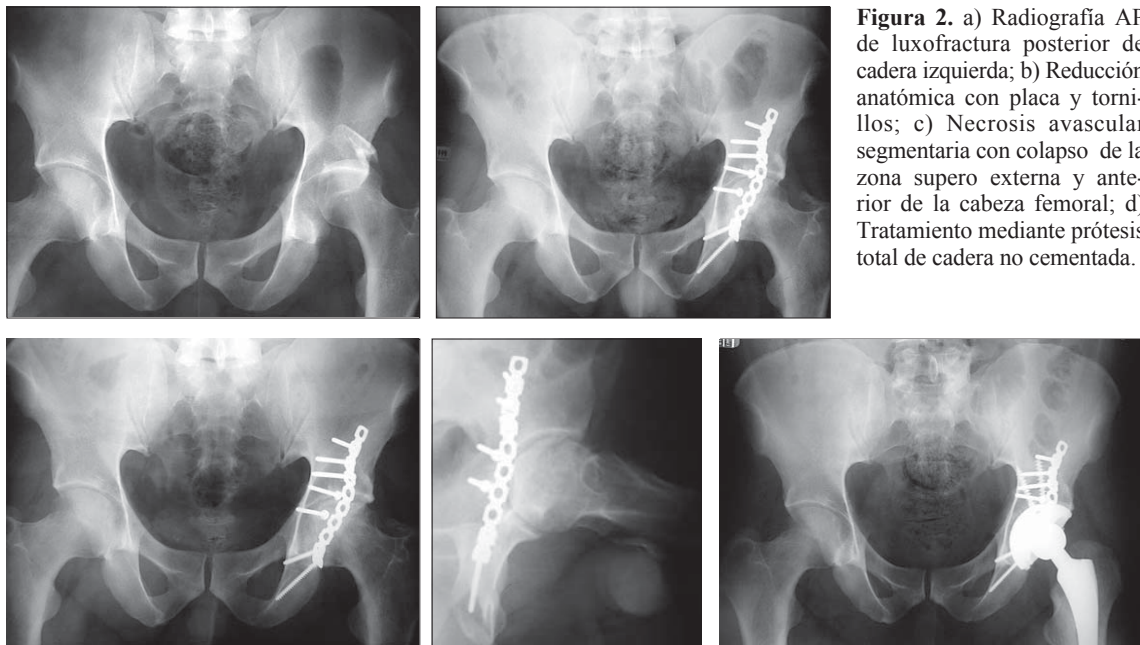 Figura 2. a) Radiografía AP
de luxofractura posterior de
cadera izquierda; b) Reducción
anatómica con placa y torni-
llos; c) Necrosis avascular
segmentaria con colapso de la
zona supero externa y ante-
rior de la cabeza femoral; d)
Tratamiento mediante prótesis
total de cadera no cementada.